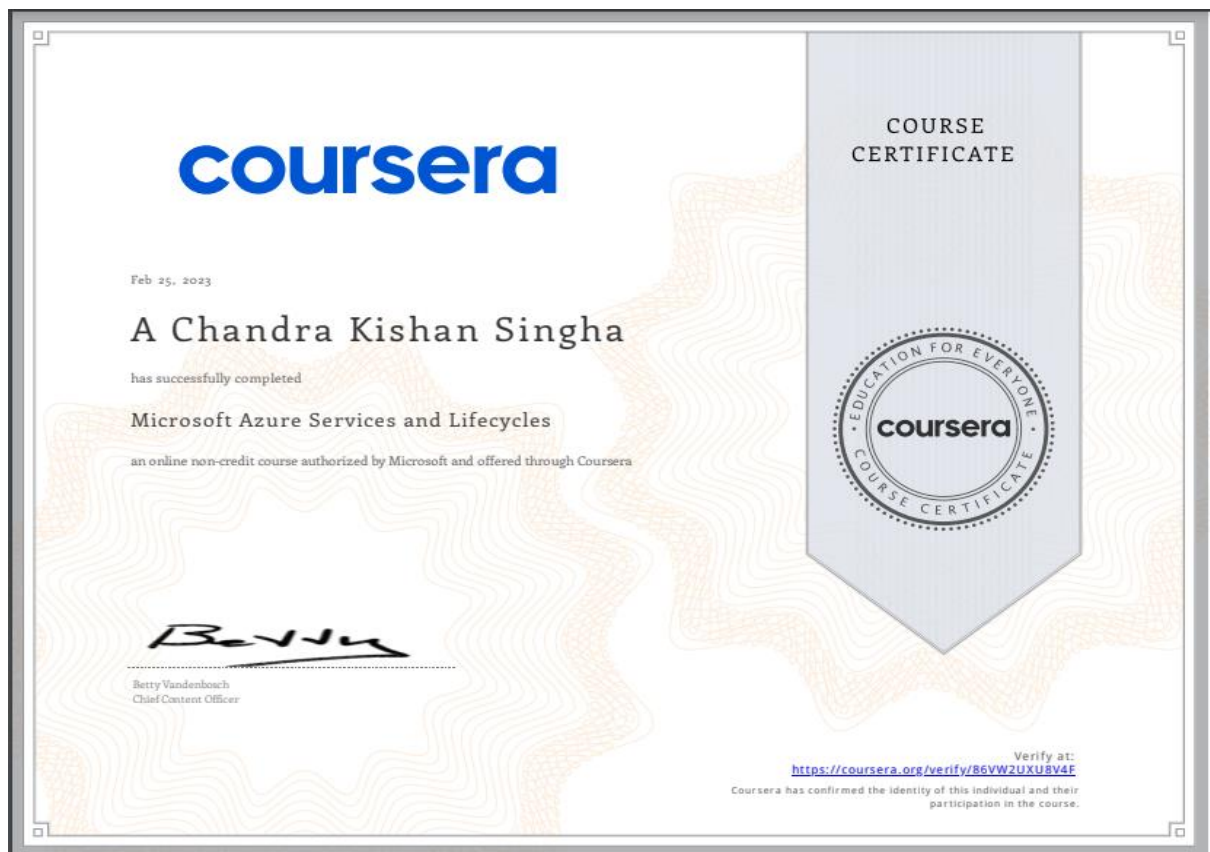 coursera
Feb 25, 2023
A Chandra Kishan Singha
has successfully completed
Microsoft Azure Services and Lifecycles
an online non-credit course authorized by Microsoft and offered through Coursera
Betty
Betty Vandenbosch
Chief Content Officer
COURSE
CERTIFICATE
EDUCATION FOR EVERYONE
coursera
COURSE CERTIFICATE
Verify at:
https://coursera.org/verify/86VW2UXU8V4F
Coursera has confirmed the identity of this individual and their
participation in the course.